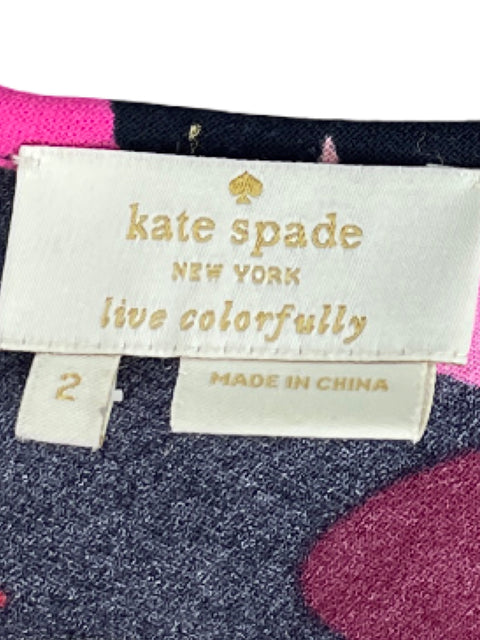 kate spade
NEW YORK
live colorfully
2
MADE IN CHINA